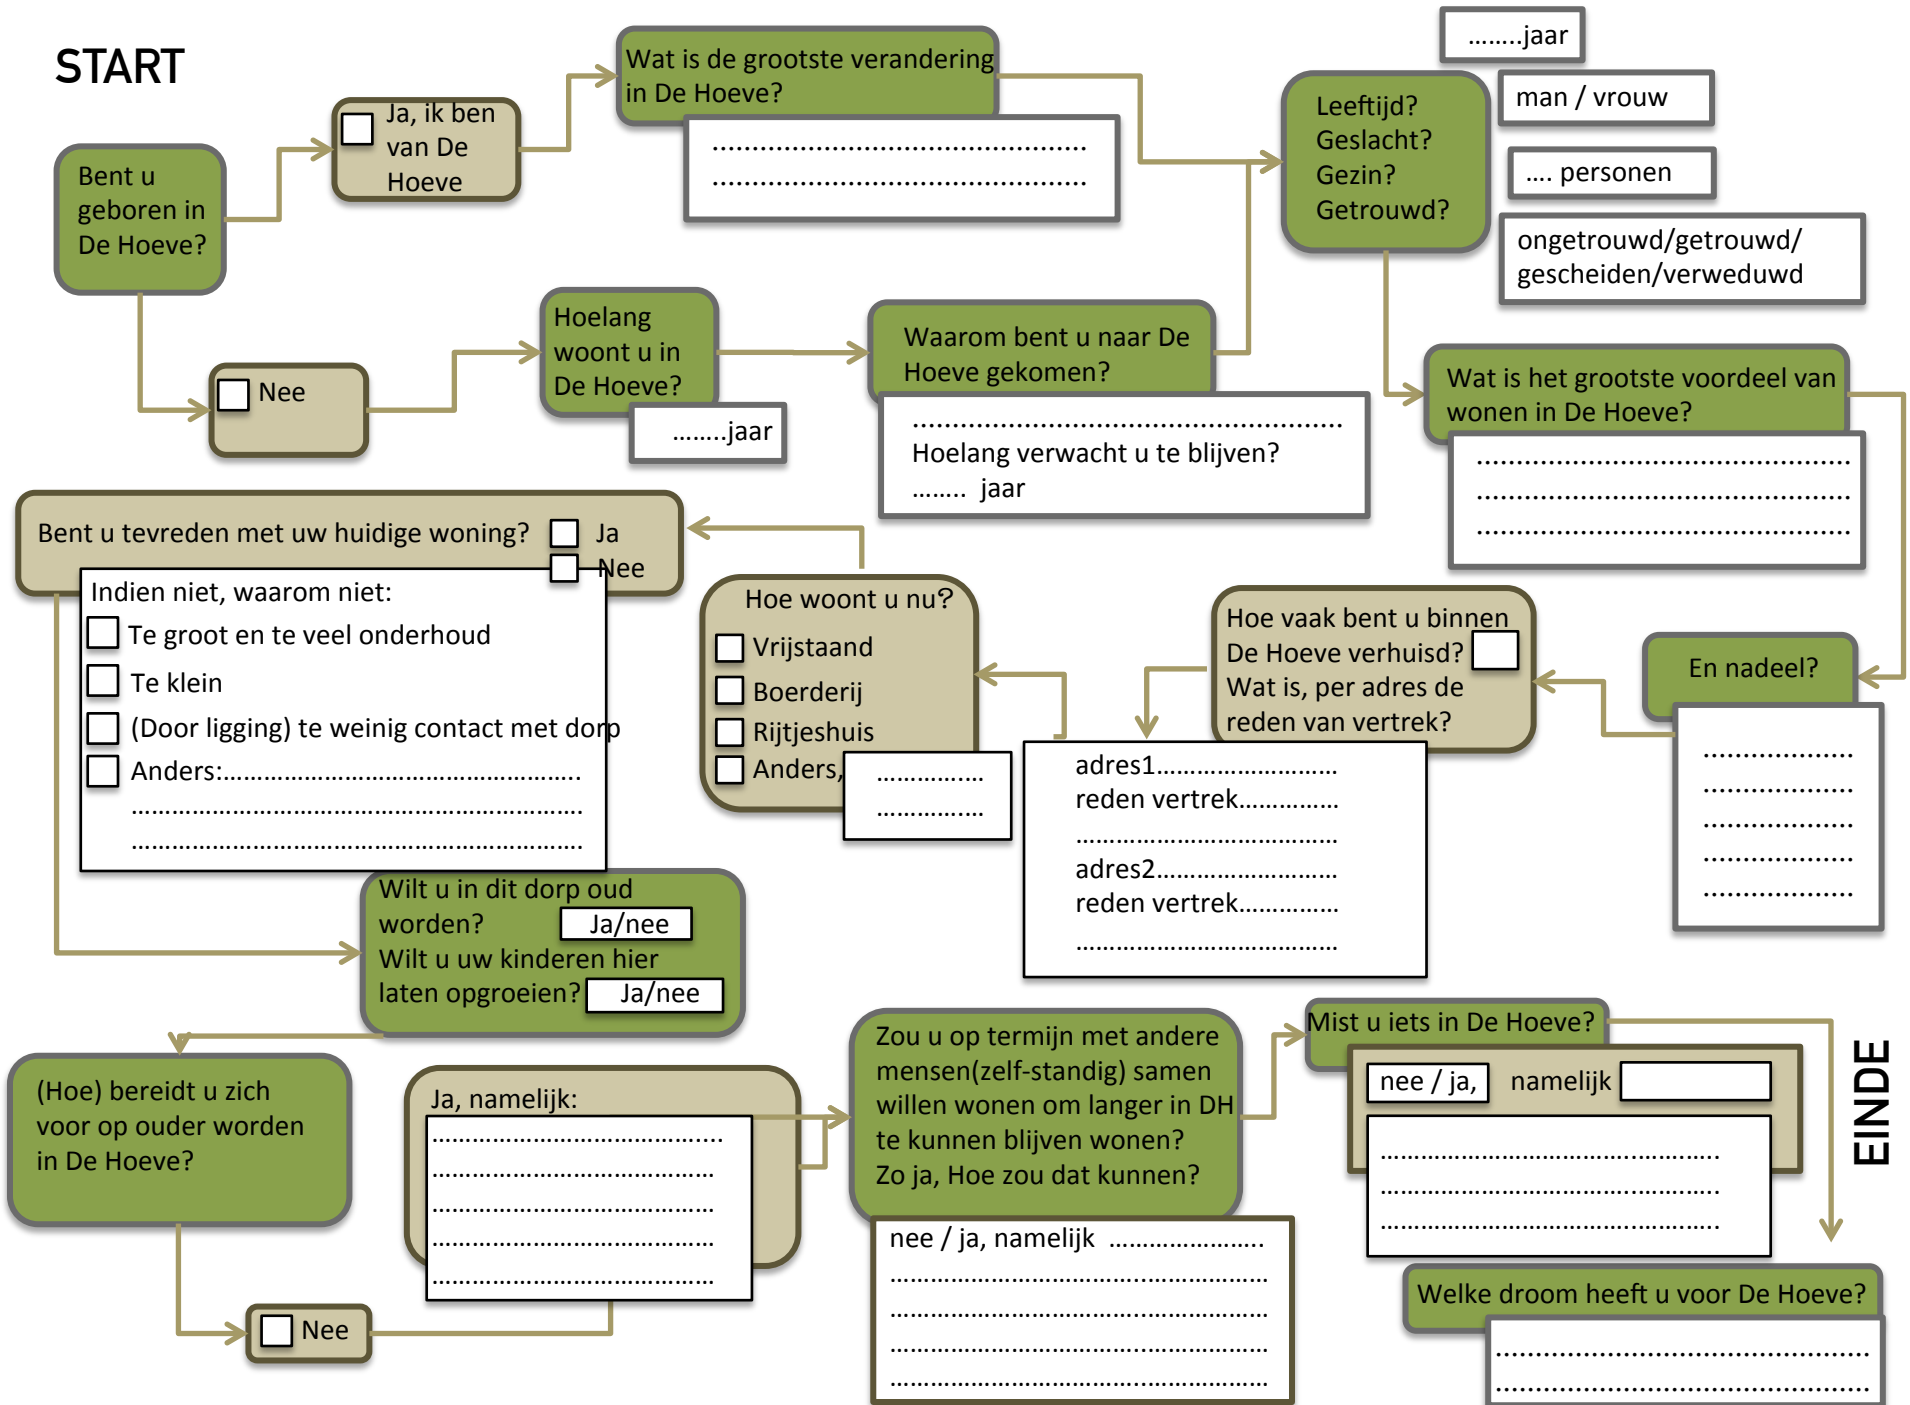 START
Bent u
geboren in
De Hoeve?
Ja, ik ben
van De
Hoeve
Wat is de grootste verandering
in De Hoeve?
................................................
................................................
Nee
Hoelang
woont u in
De Hoeve?
........jaar
Waarom bent u naar De
Hoeve gekomen?
.......................................................
Hoelang verwacht u te blijven?
........ jaar
Leeftijd?
Geslacht?
Gezin?
Getrouwd?
........jaar
man / vrouw
.... personen
ongetrouwd/getrouwd/
gescheiden/verweduwd
Wat is het grootste voordeel van
wonen in De Hoeve?
................................................
................................................
................................................
En nadeel?
...................
...................
...................
...................
...................
Hoe vaak bent u binnen
De Hoeve verhuisd?
Wat is, per adres de
reden van vertrek?
adres1.......................
reden vertrek...............
.................................
adres2.......................
reden vertrek...............
.................................
Hoe woont u nu?
Vrijstaand
Boerderij
Rijtjeshuis
Anders,
..............
..............
Bent u tevreden met uw huidige woning?
Ja
Nee
Indien niet, waarom niet:
Te groot en te veel onderhoud
Te klein
(Door ligging) te weinig contact met dorp
Anders:.............................................
.........................................................
.........................................................
Wilt u in dit dorp oud
worden?
Ja/nee
Wilt u uw kinderen hier
laten opgroeien?
Ja/nee
(Hoe) bereidt u zich
voor op ouder worden
in De Hoeve?
Ja, namelijk:
.....................................
....................................
....................................
....................................
....................................
Nee
Zou u op termijn met andere
mensen(zelf-standig) samen
willen wonen om langer in DH
te kunnen blijven wonen?
Zo ja, Hoe zou dat kunnen?
nee / ja, namelijk ....................
................................................
................................................
................................................
................................................
Mist u iets in De Hoeve?
nee / ja,
namelijk
...........................................
...........................................
...........................................
EINDE
Welke droom heeft u voor De Hoeve?
................................................
................................................